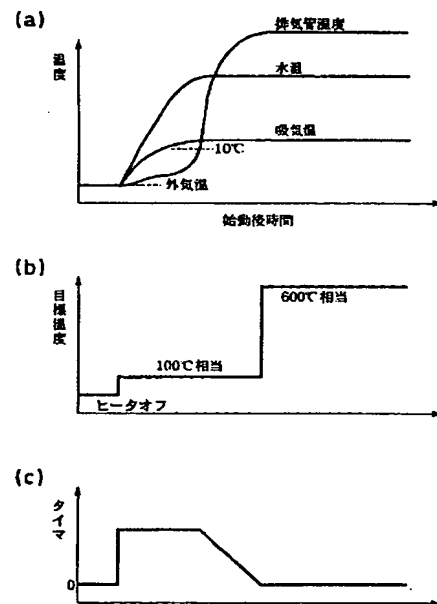 (a)
温度
排気管温度
水温
吸気温
10℃
外気温
始動後時間
(b)
目標温度
600℃相当
100℃相当
ヒータオフ
(c)
タイマ
0